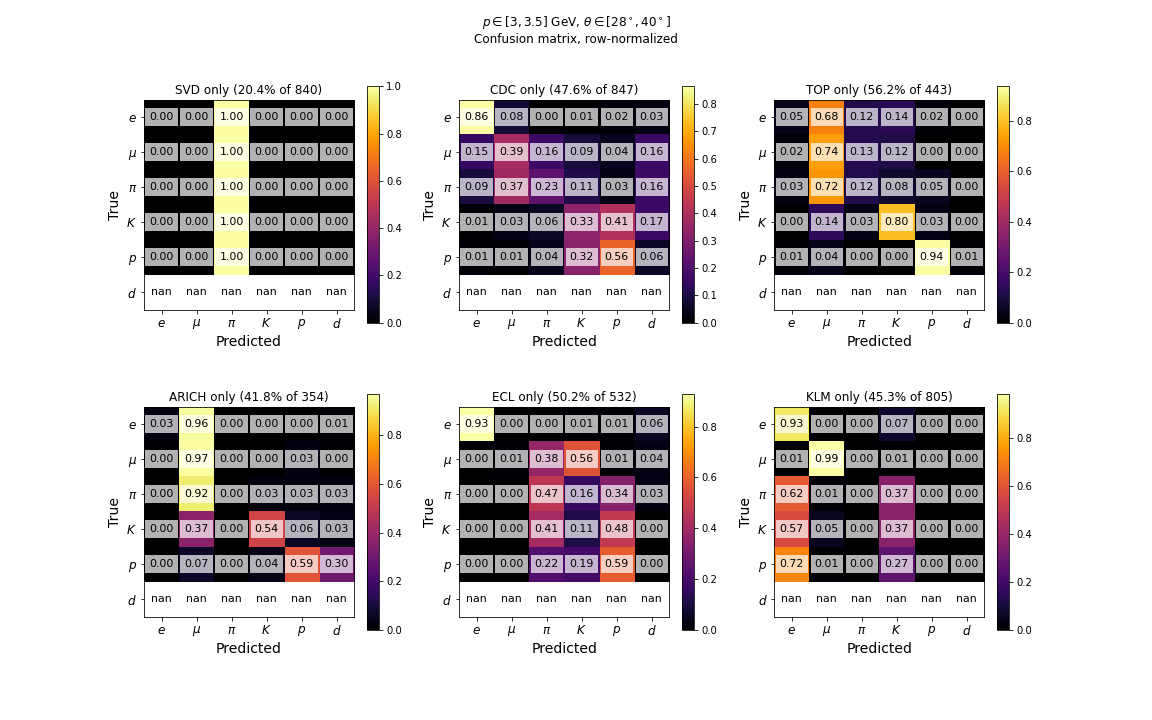 p ∈ [3, 3.5] GeV, θ ∈ [28°, 40°]
Confusion matrix, row-normalized
SVD only (20.4% of 840)
e 0.00 0.00 1.00 0.00 0.00 0.00
μ 0.00 0.00 1.00 0.00 0.00 0.00
π 0.00 0.00 1.00 0.00 0.00 0.00
K 0.00 0.00 1.00 0.00 0.00 0.00
p 0.00 0.00 1.00 0.00 0.00 0.00
d nan nan nan nan nan nan
e μ π K p d
True
Predicted
1.0
0.8
0.6
0.4
0.2
0.0
CDC only (47.6% of 847)
e 0.86 0.08 0.00 0.01 0.02 0.03
μ 0.15 0.39 0.16 0.09 0.04 0.16
π 0.09 0.37 0.23 0.11 0.03 0.16
K 0.01 0.03 0.06 0.33 0.41 0.17
p 0.01 0.01 0.04 0.32 0.56 0.06
d nan nan nan nan nan nan
e μ π K p d
True
Predicted
0.8
0.7
0.6
0.5
0.4
0.3
0.2
0.1
0.0
TOP only (56.2% of 443)
e 0.05 0.68 0.12 0.14 0.02 0.00
μ 0.02 0.74 0.13 0.12 0.00 0.00
π 0.03 0.72 0.12 0.08 0.05 0.00
K 0.00 0.14 0.03 0.80 0.03 0.00
p 0.01 0.04 0.00 0.00 0.94 0.01
d nan nan nan nan nan nan
e μ π K p d
True
Predicted
0.8
0.6
0.4
0.2
0.0
ARICH only (41.8% of 354)
e 0.03 0.96 0.00 0.00 0.00 0.01
μ 0.00 0.97 0.00 0.00 0.03 0.00
π 0.00 0.92 0.00 0.03 0.03 0.03
K 0.00 0.37 0.00 0.54 0.06 0.03
p 0.00 0.07 0.00 0.04 0.59 0.30
d nan nan nan nan nan nan
e μ π K p d
True
Predicted
0.8
0.6
0.4
0.2
0.0
ECL only (50.2% of 532)
e 0.93 0.00 0.00 0.01 0.01 0.06
μ 0.00 0.01 0.38 0.56 0.01 0.04
π 0.00 0.00 0.47 0.16 0.34 0.03
K 0.00 0.00 0.41 0.11 0.48 0.00
p 0.00 0.00 0.22 0.19 0.59 0.00
d nan nan nan nan nan nan
e μ π K p d
True
Predicted
0.8
0.6
0.4
0.2
0.0
KLM only (45.3% of 805)
e 0.93 0.00 0.00 0.07 0.00 0.00
μ 0.01 0.99 0.00 0.01 0.00 0.00
π 0.62 0.01 0.00 0.37 0.00 0.00
K 0.57 0.05 0.00 0.37 0.00 0.00
p 0.72 0.01 0.00 0.27 0.00 0.00
d nan nan nan nan nan nan
e μ π K p d
True
Predicted
0.8
0.6
0.4
0.2
0.0